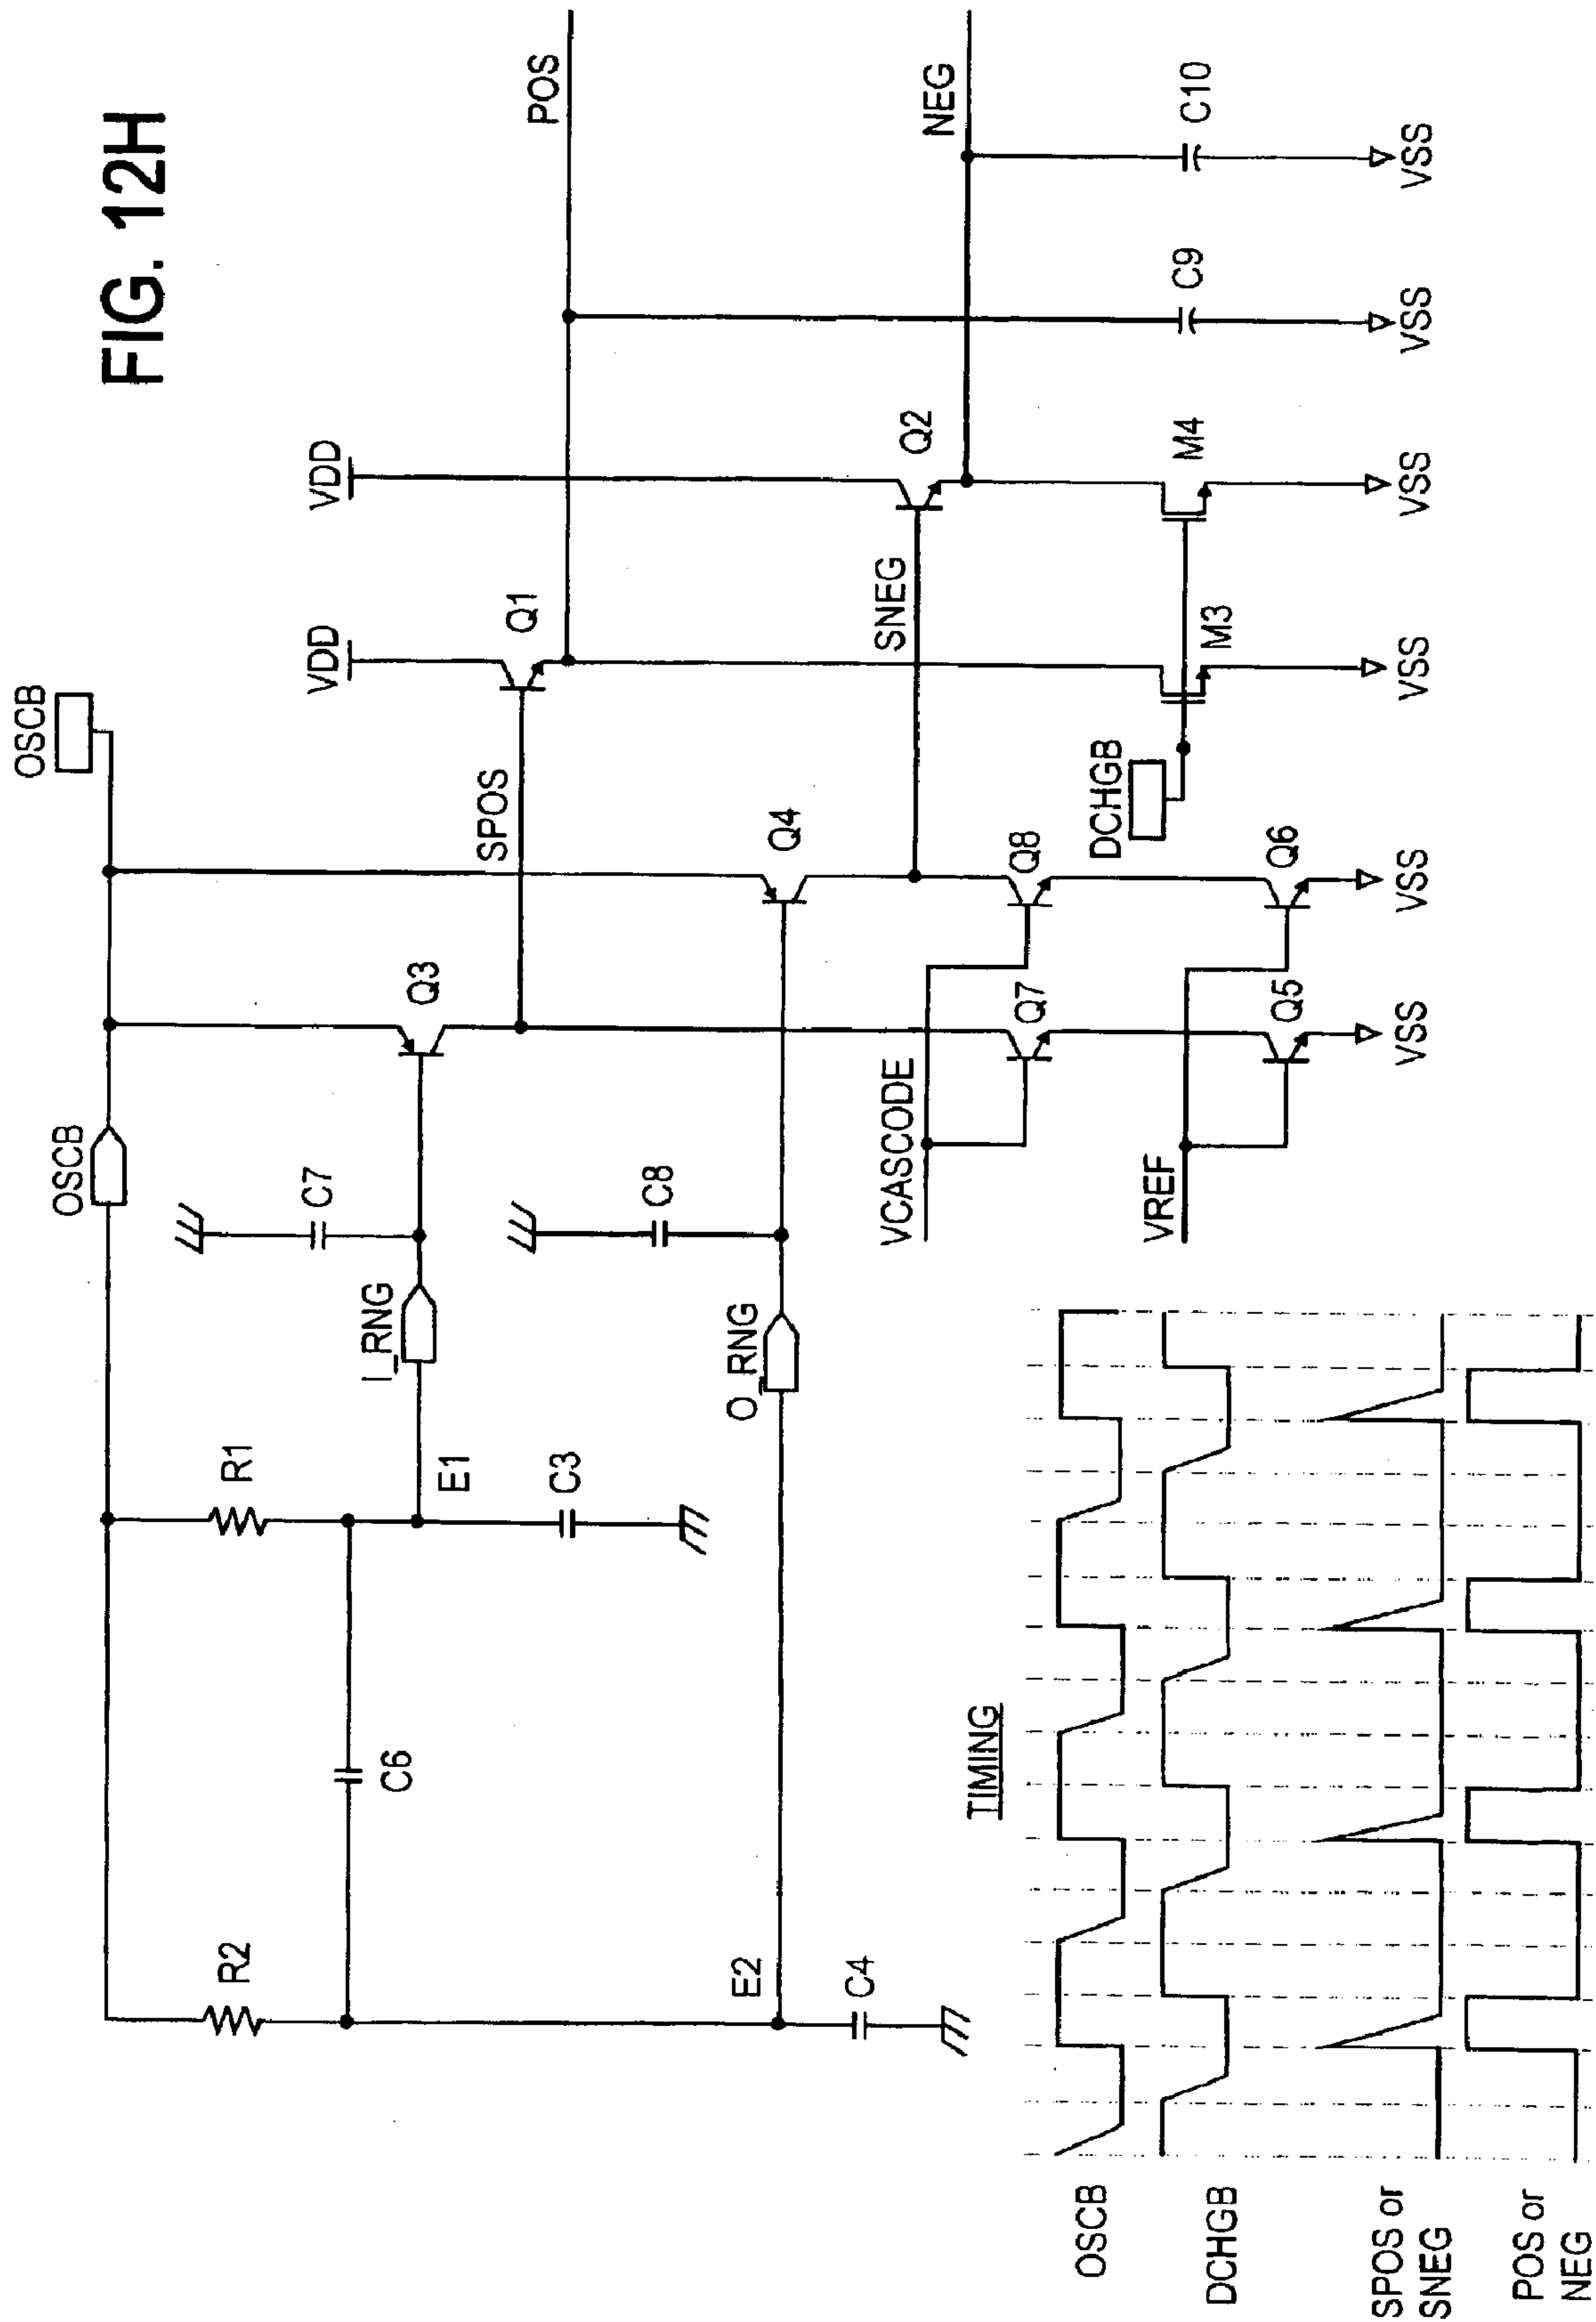 FIG. 12H
OSCB
OSCB
VDD
VDD
POS
R2
R1
C7
I_RNG
Q3
SPOS
Q1
C6
E1
C3
C8
O_RNG
Q4
SNEG
Q2
NEG
E2
C4
VCASCODE
Q7
Q8
DCHGB
M3
M4
C9
C10
VREF
Q5
Q6
VSS
VSS
VSS
VSS
VSS
VSS
TIMING
OSCB
DCHGB
SPOS or
SNEG
POS or
NEG